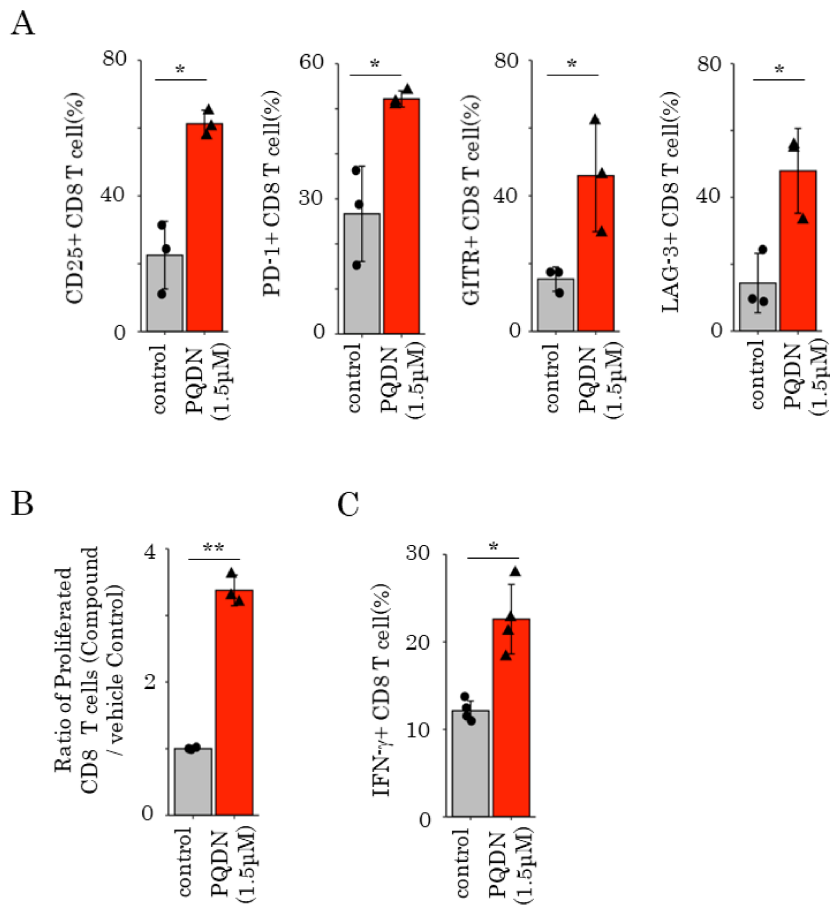 A
CD25+ CD8 T cell(%)
80
40
0
*
control
PQDN
(1.5μM)
PD-1+ CD8 T cell(%)
60
30
0
*
control
PQDN
(1.5μM)
GITR+ CD8 T cell(%)
80
40
0
*
control
PQDN
(1.5μM)
LAG-3+ CD8 T cell(%)
80
40
0
*
control
PQDN
(1.5μM)
B
Ratio of Proliferated
CD8 T cells (Compound
/ vehicle Control)
4
2
0
**
control
PQDN
(1.5μM)
C
IFN-γ+ CD8 T cell(%)
30
20
10
0
*
control
PQDN
(1.5μM)